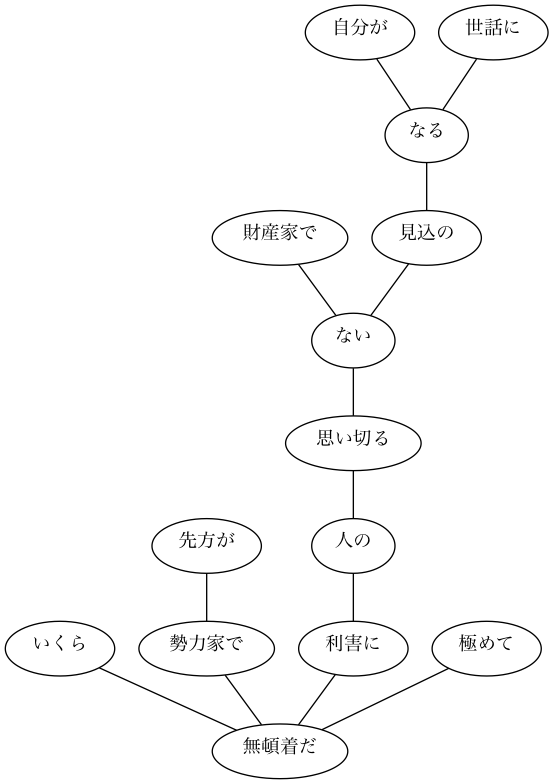 自分が 世話に
なる
財産家で 見込の
ない
思い切る
先方が 人の
いくら 勢力家で 利害に 極めて
無頓着だ